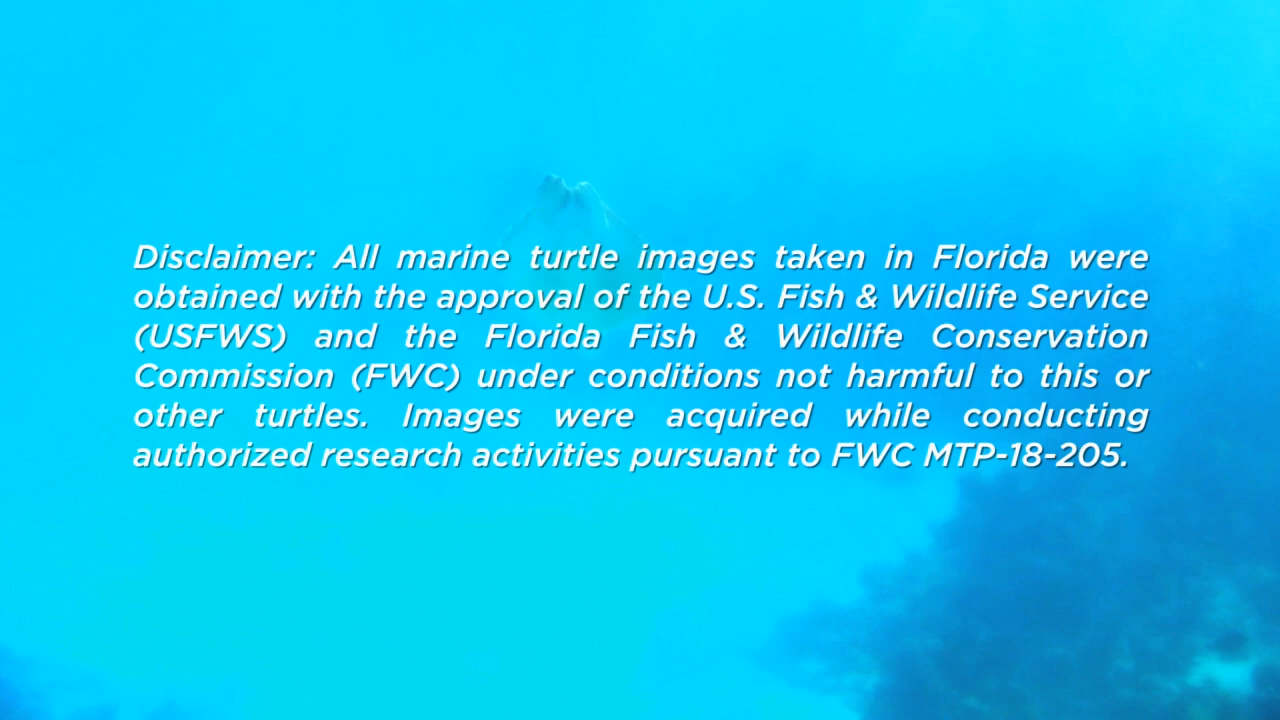 Disclaimer: All marine turtle images taken in Florida were
obtained with the approval of the U.S. Fish & Wildlife Service
(USFWS) and the Florida Fish & Wildlife Conservation
Commission (FWC) under conditions not harmful to this or
other turtles. Images were acquired while conducting
authorized research activities pursuant to FWC MTP-18-205.